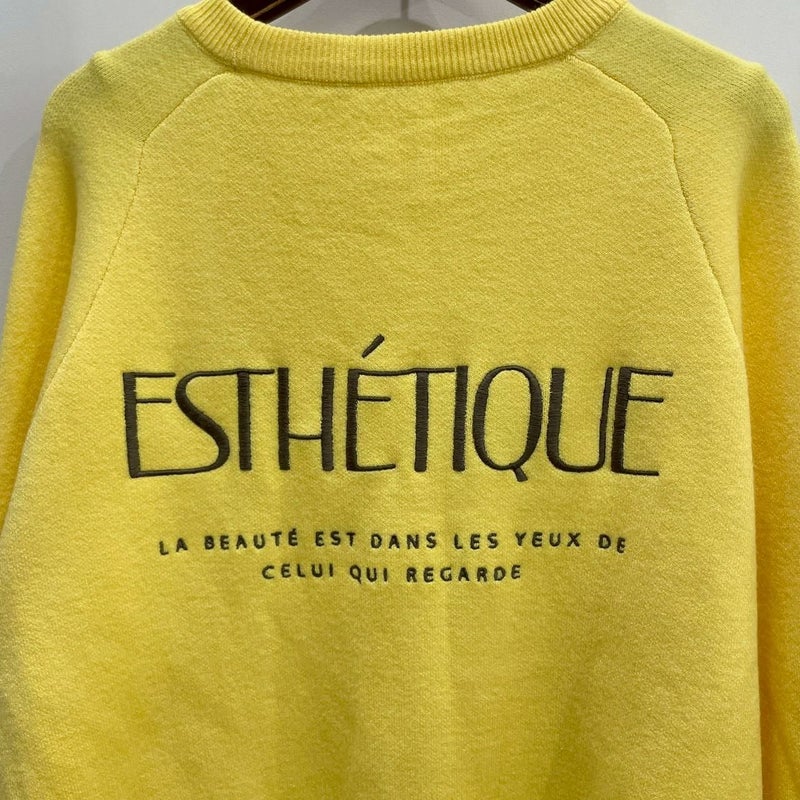 ESTHÉTIQUE
LA BEAUTÉ EST DANS LES YEUX DE
CELUI QUI REGARDE